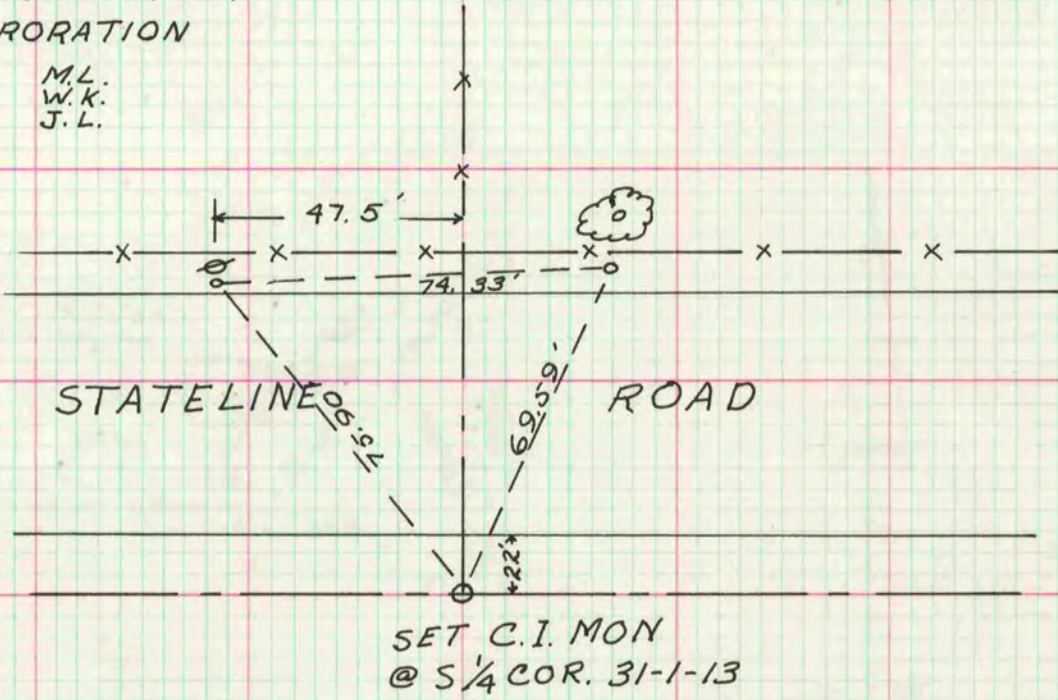 RORATION
M.L.
W.K.
J.L.
47.5'
74.33'
STATELINE ROAD
75.90'
69.59'
22'
SET C.I. MON
@ S 1/4 COR. 31-1-13